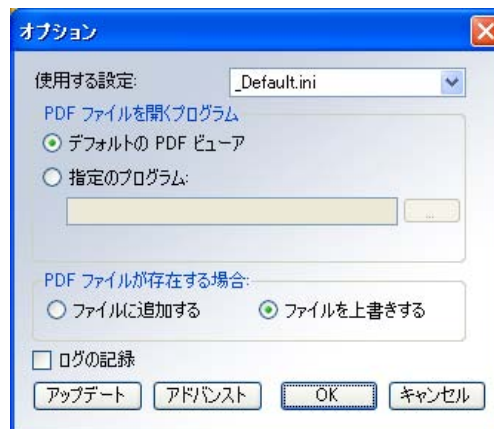 オプション
使用する設定: _Default.ini
PDF ファイルを開くプログラム
デフォルトの PDF ビューア
指定のプログラム:
...
PDF ファイルが存在する場合:
ファイルに追加する ファイルを上書きする
ログの記録
アップデート アドバンスト OK キャンセル